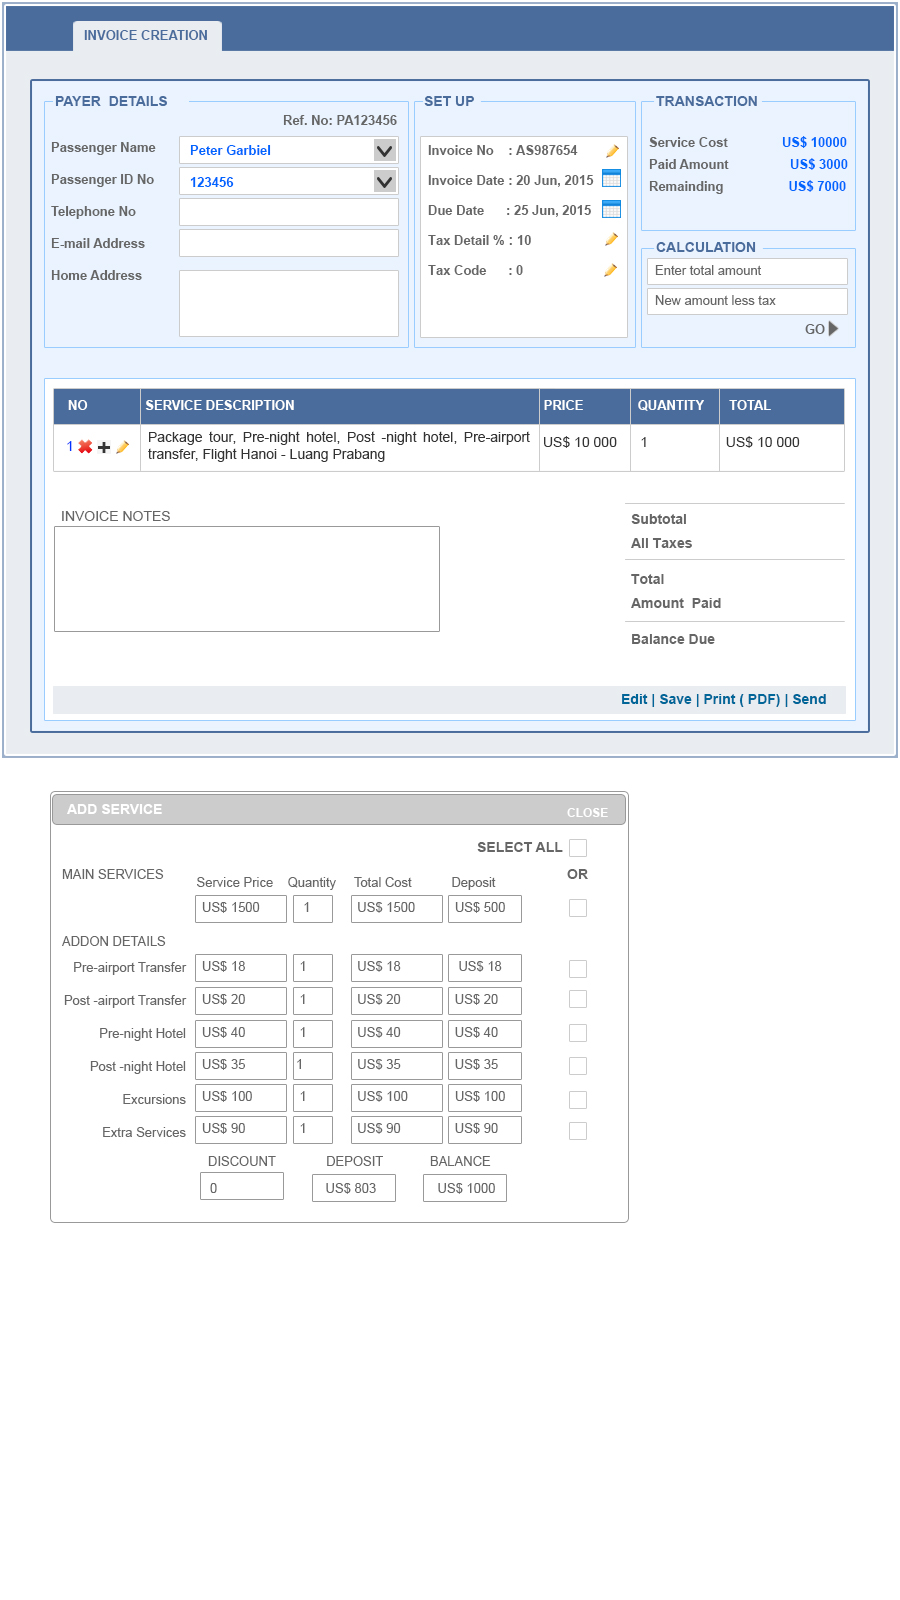 INVOICE CREATION
PAYER DETAILS
Ref. No: PA123456
Passenger Name Peter Garbiel
Passenger ID No 123456
Telephone No
E-mail Address
Home Address
SET UP
Invoice No : AS987654
Invoice Date : 20 Jun, 2015
Due Date : 25 Jun, 2015
Tax Detail % : 10
Tax Code : 0
TRANSACTION
Service Cost US$ 10000
Paid Amount US$ 3000
Remainding US$ 7000
CALCULATION
Enter total amount
New amount less tax
GO
NO SERVICE DESCRIPTION PRICE QUANTITY TOTAL
1 Package tour, Pre-night hotel, Post -night hotel, Pre-airport US$ 10 000 1 US$ 10 000
transfer, Flight Hanoi - Luang Prabang
INVOICE NOTES
Subtotal
All Taxes
Total
Amount Paid
Balance Due
Edit | Save | Print ( PDF) | Send
ADD SERVICE CLOSE
SELECT ALL
MAIN SERVICES OR
Service Price Quantity Total Cost Deposit
US$ 1500 1 US$ 1500 US$ 500
ADDON DETAILS
Pre-airport Transfer US$ 18 1 US$ 18 US$ 18
Post -airport Transfer US$ 20 1 US$ 20 US$ 20
Pre-night Hotel US$ 40 1 US$ 40 US$ 40
Post -night Hotel US$ 35 1 US$ 35 US$ 35
Excursions US$ 100 1 US$ 100 US$ 100
Extra Services US$ 90 1 US$ 90 US$ 90
DISCOUNT DEPOSIT BALANCE
0 US$ 803 US$ 1000